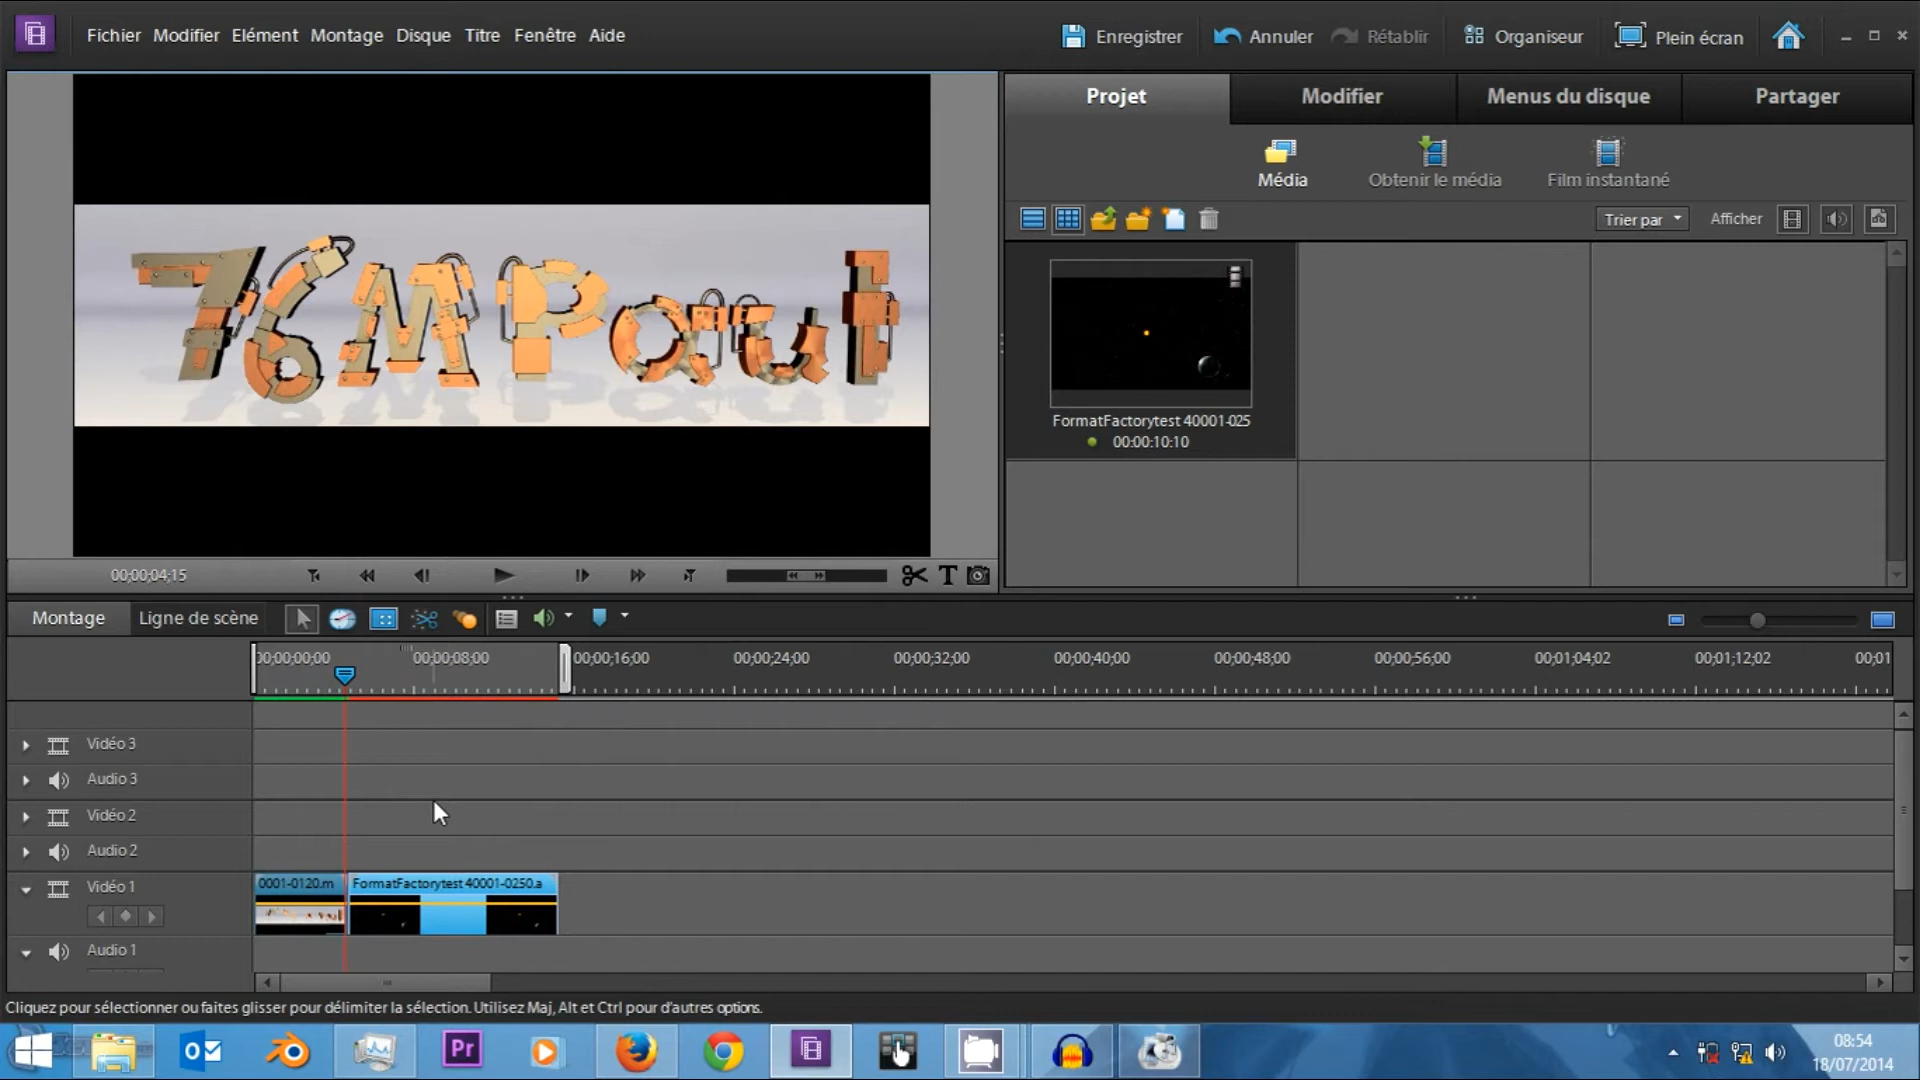 Fichier Modifier Elément Montage Disque Titre Fenêtre Aide
Enregistrer Annuler Rétablir Organiseur Plein écran
Projet Modifier Menus du disque Partager
Média Obtenir le média Film instantané
Trier par Afficher
76MPaul
FormatFactorytest 40001-025
00:00:10:10
00;00;04;15
T
Montage Ligne de scène
00;00;00;00 00;00;08;00 00;00;16;00 00;00;24;00 00;00;32;00 00;00;40;00 00;00;48;00 00;00;56;00 00;01;04;02 00;01;12;02 00;01
Vidéo 3
Audio 3
Vidéo 2
Audio 2
Vidéo 1
0001-0120.m FormatFactorytest 40001-0250.a
Audio 1
Cliquez pour sélectionner ou faites glisser pour délimiter la sélection. Utilisez Maj, Alt et Ctrl pour d'autres options.
Pr
08:54
18/07/2014